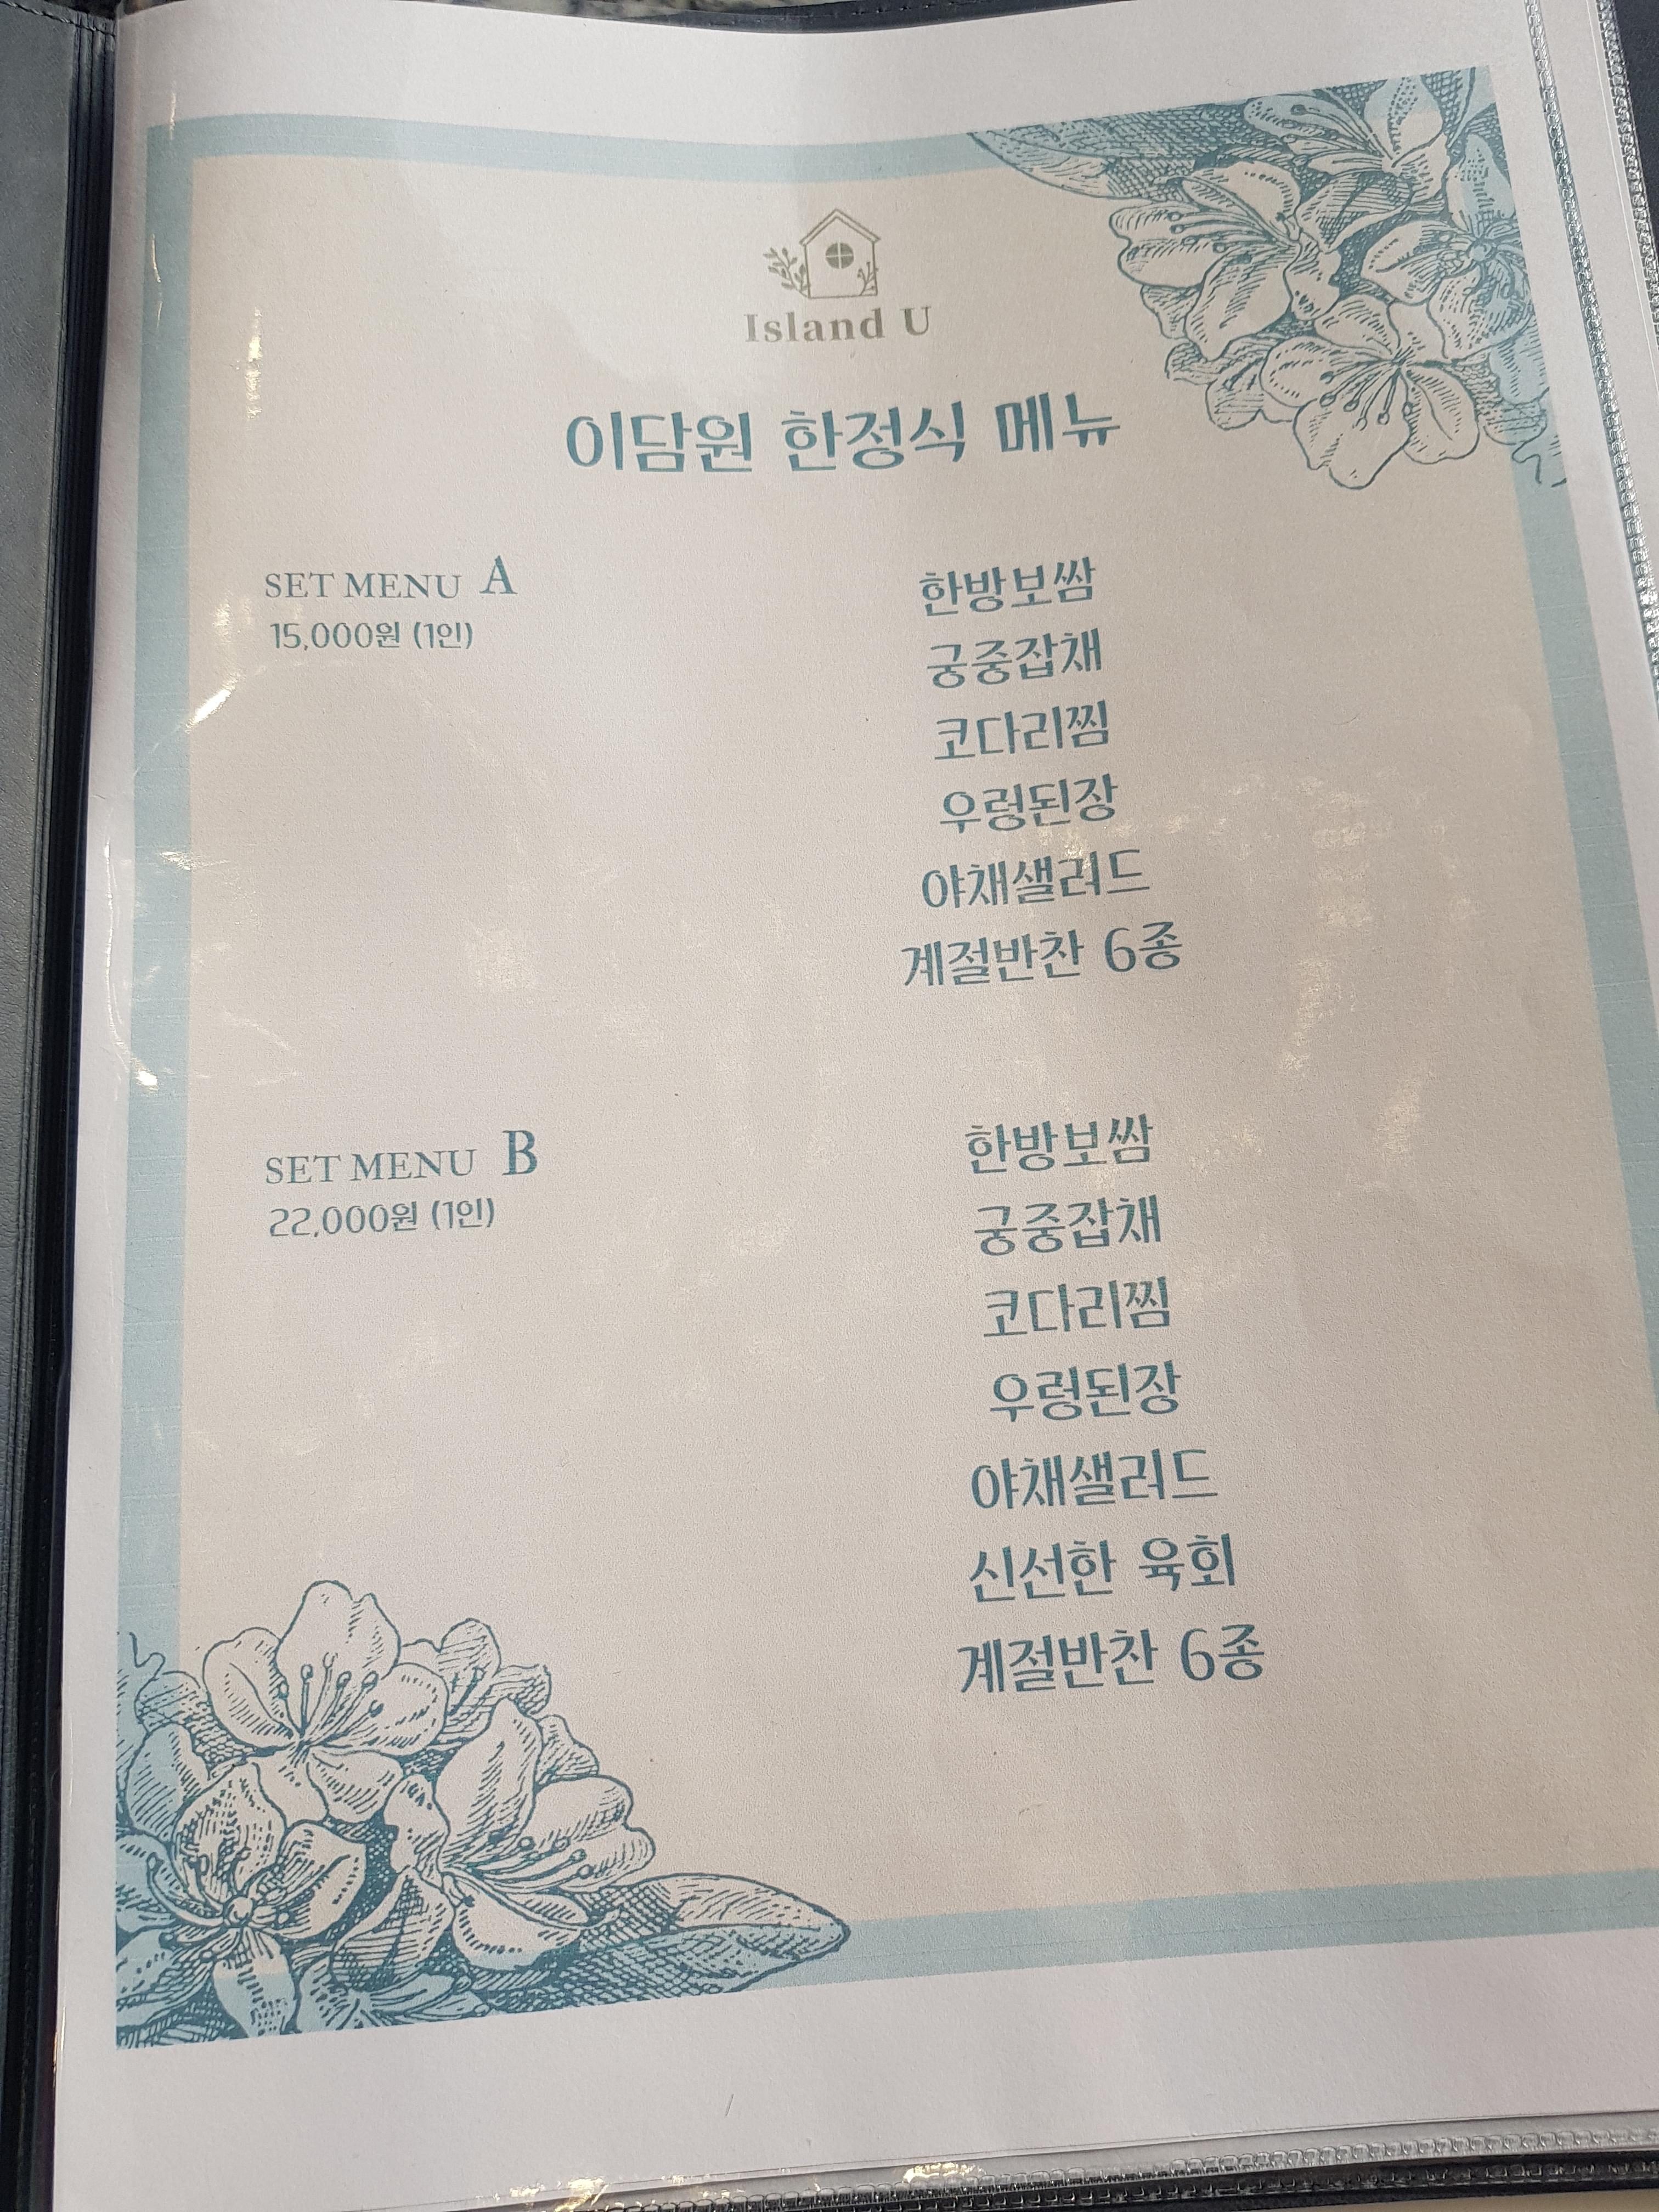 Island U
이담원 한정식 메뉴
SET MENU A
15,000원 (1인)
한방보쌈
궁중잡채
코다리찜
우렁된장
야채샐러드
계절반찬 6종
SET MENU B
22,000원 (1인)
한방보쌈
궁중잡채
코다리찜
우렁된장
야채샐러드
신선한 육회
계절반찬 6종